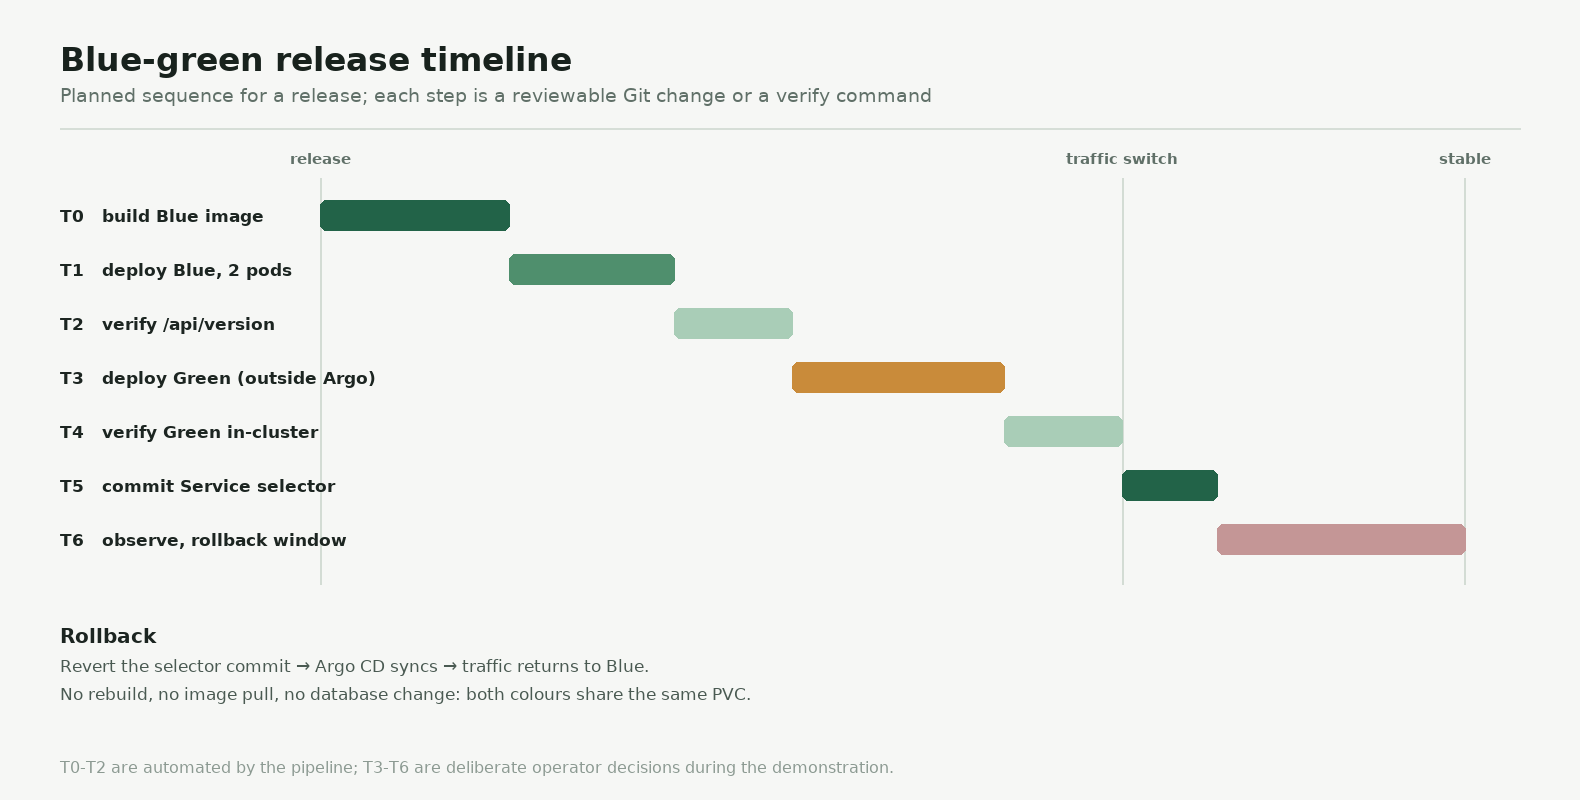 Blue-green release timeline
Planned sequence for a release; each step is a reviewable Git change or a verify command
release
traffic switch
stable
T0 build Blue image
T1 deploy Blue, 2 pods
T2 verify /api/version
T3 deploy Green (outside Argo)
T4 verify Green in-cluster
T5 commit Service selector
T6 observe, rollback window
Rollback
Revert the selector commit → Argo CD syncs → traffic returns to Blue.
No rebuild, no image pull, no database change: both colours share the same PVC.
T0-T2 are automated by the pipeline; T3-T6 are deliberate operator decisions during the demonstration.